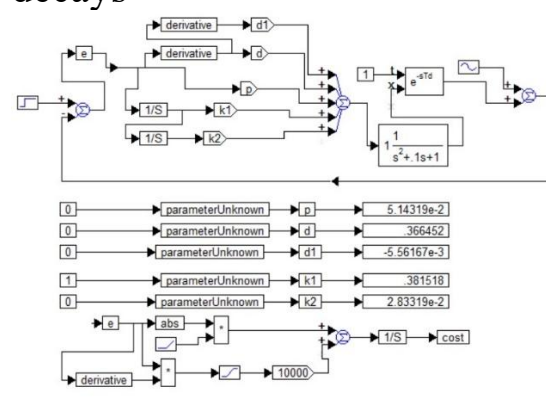 decays
derivative d1
e derivative d
1 e-sTd
p
1/S k1
1/S k2
1 1
s2+.1s+1
0 parameterUnknown p 5.14319e-2
0 parameterUnknown d .366452
0 parameterUnknown d1 -5.56167e-3
1 parameterUnknown k1 .381518
0 parameterUnknown k2 2.83319e-2
e abs * 1/S cost
derivative * 10000